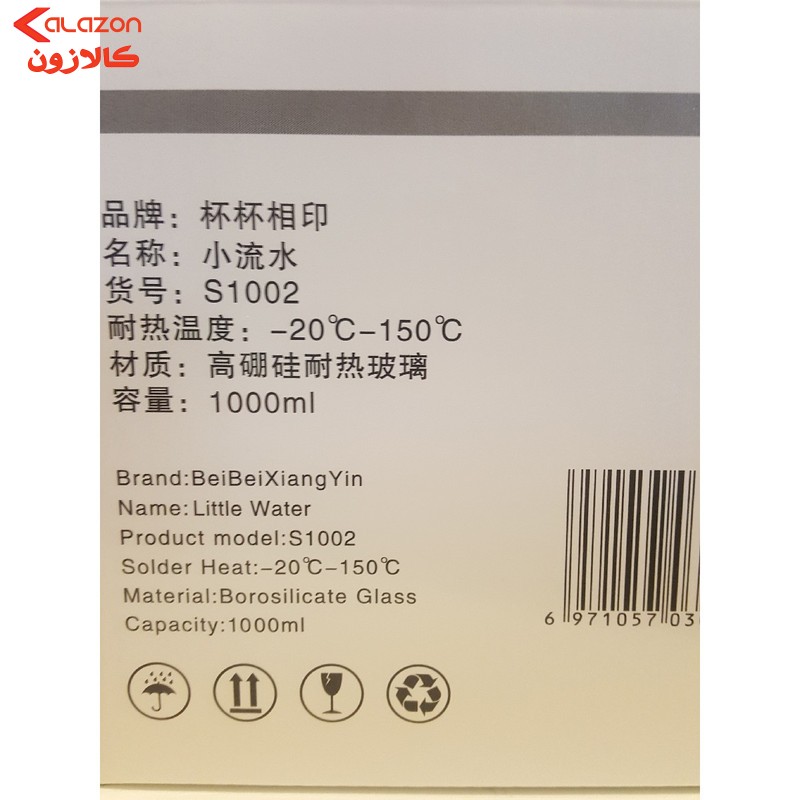 KALAZON
کالازون
品牌：杯杯相印
名称：小流水
货号：S1002
耐热温度：-20℃-150℃
材质：高硼硅耐热玻璃
容量：1000ml
Brand:BeiBeiXiangYin
Name:Little Water
Product model:S1002
Solder Heat:-20℃-150℃
Material:Borosilicate Glass
Capacity:1000ml
6 971057 03